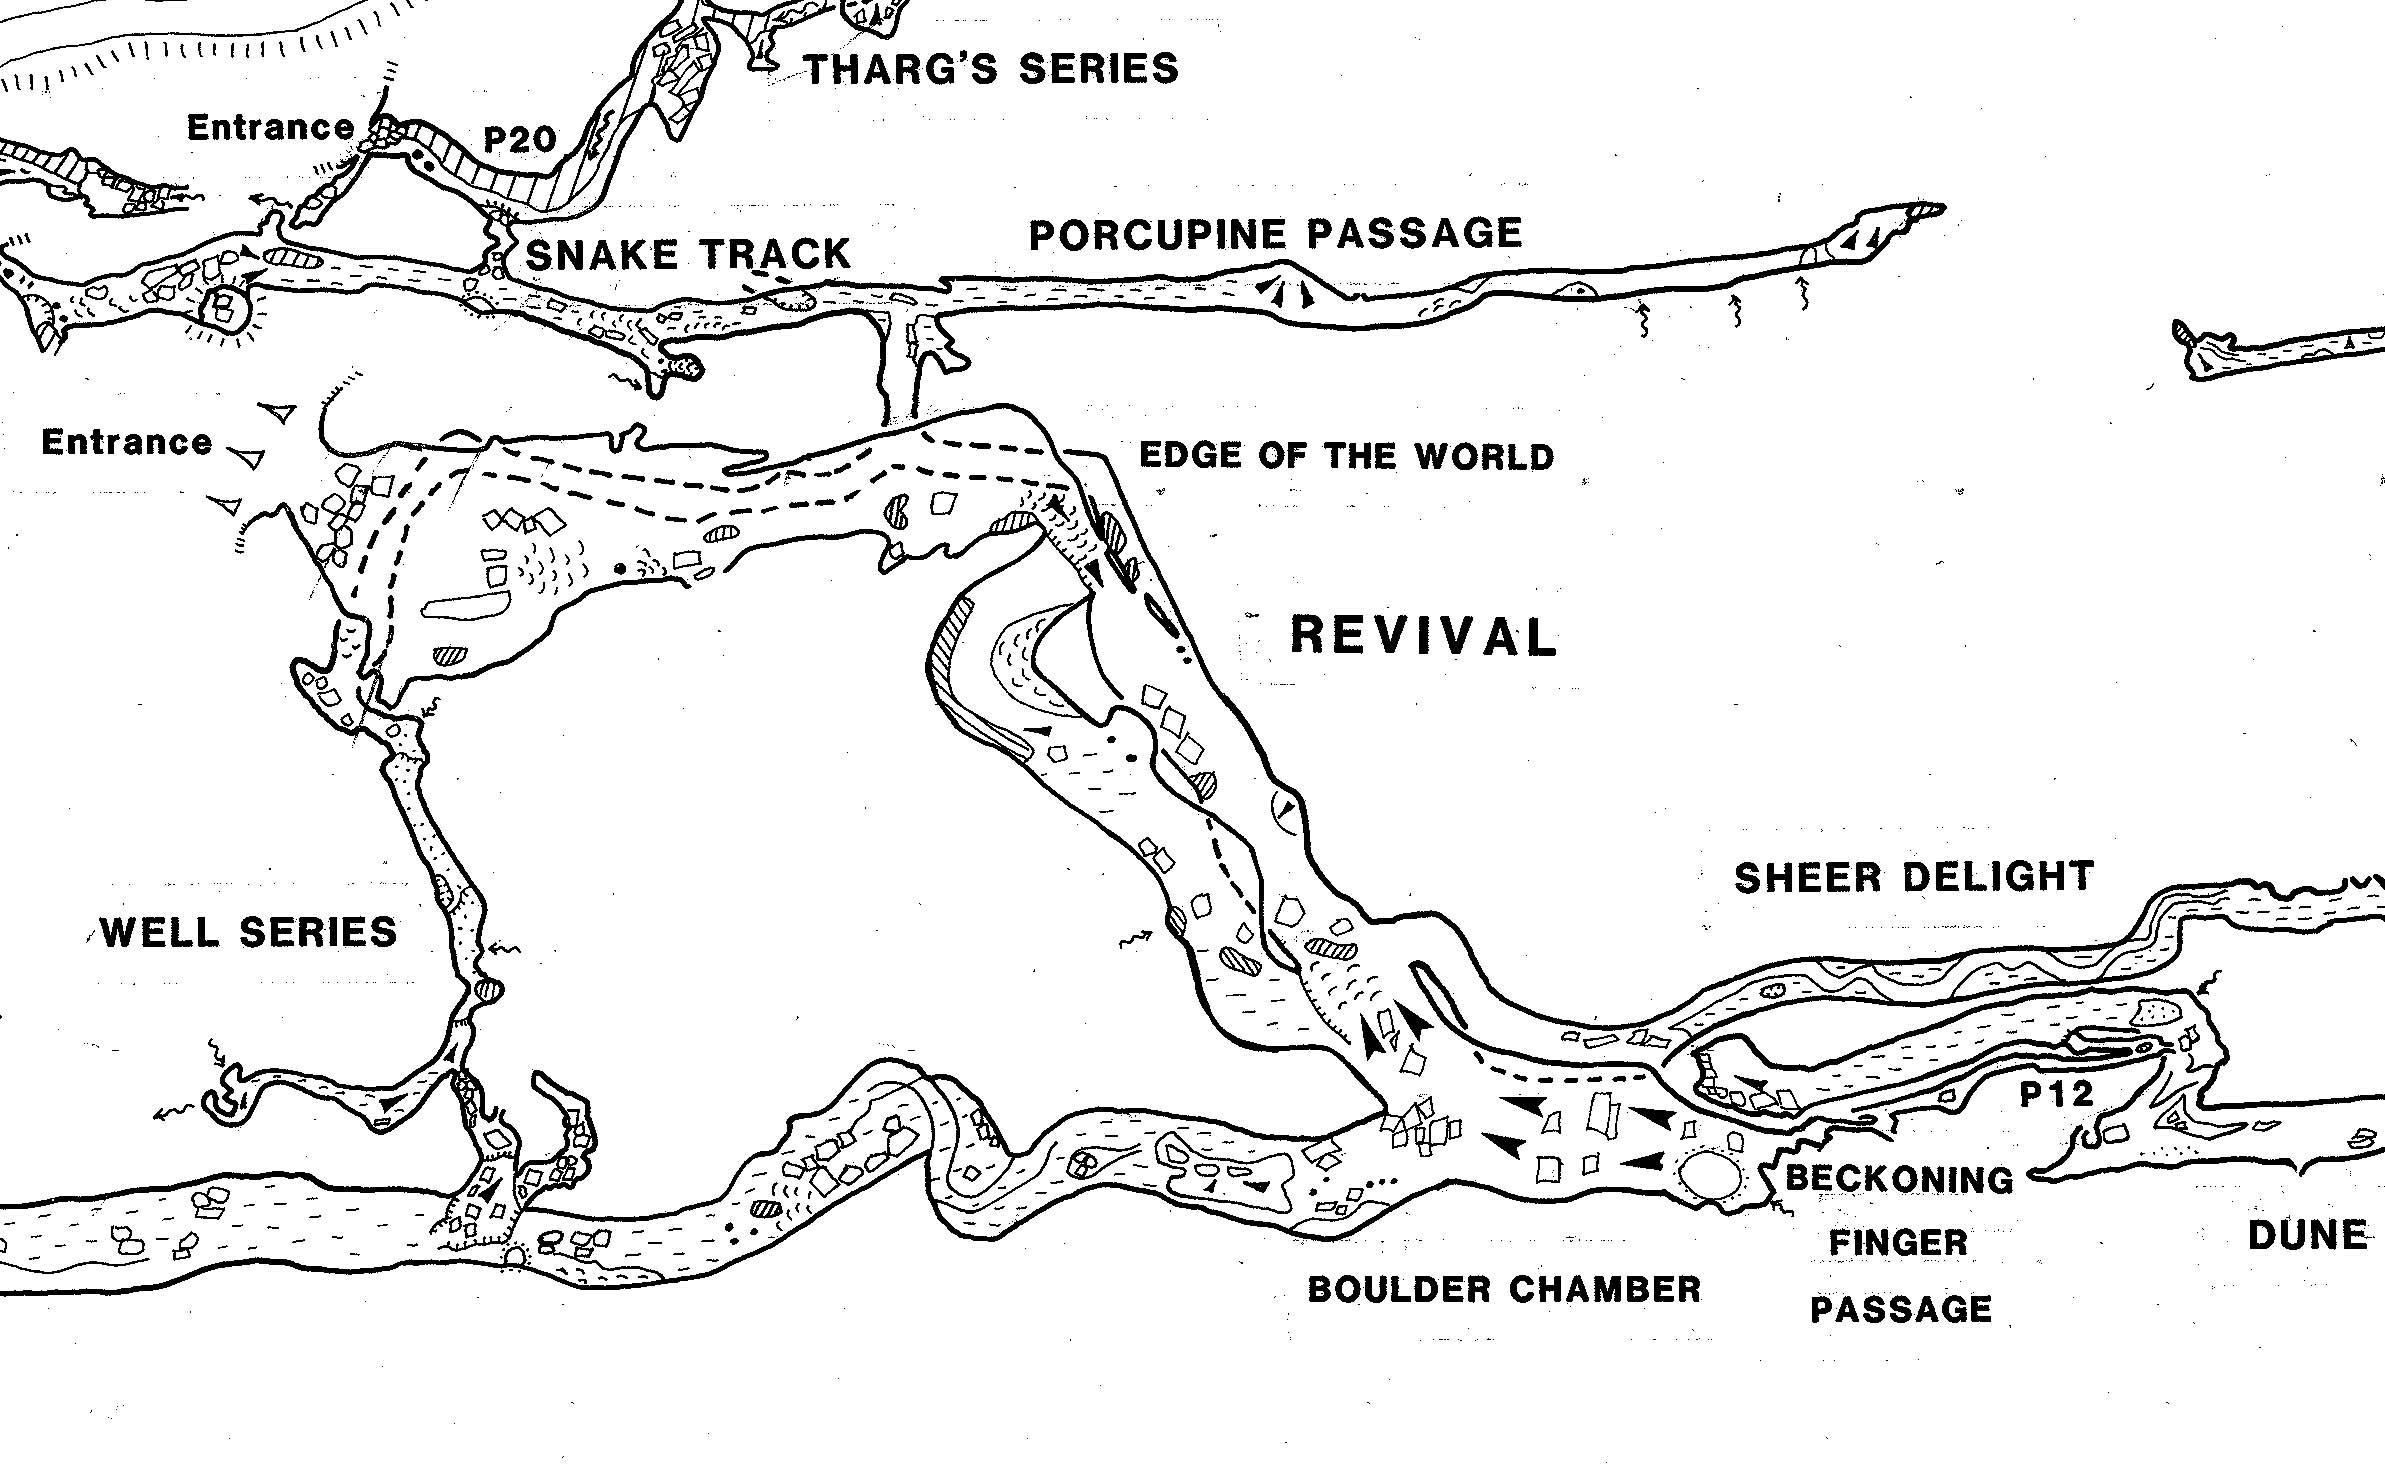 THARG'S SERIES
Entrance
P20
SNAKE TRACK
PORCUPINE PASSAGE
Entrance
EDGE OF THE WORLD
REVIVAL
SHEER DELIGHT
WELL SERIES
P12
BECKONING
FINGER
PASSAGE
DUNE
BOULDER CHAMBER